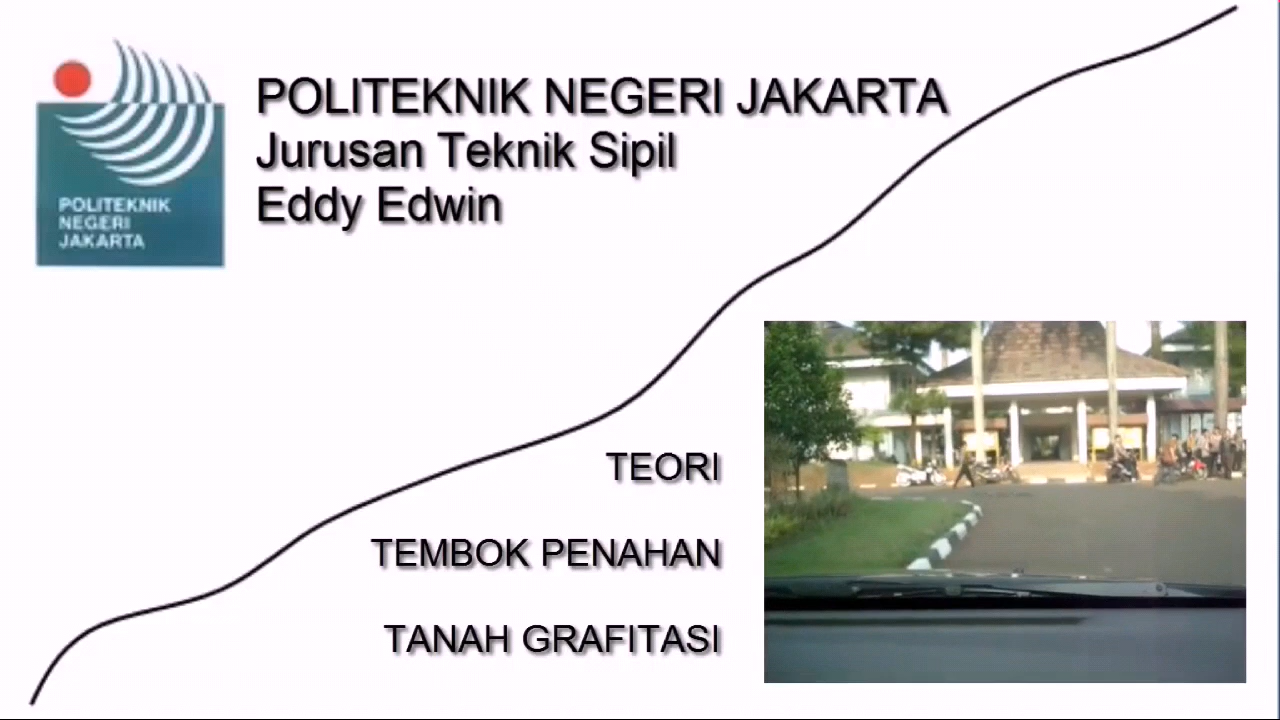 POLITEKNIK NEGERI JAKARTA
Jurusan Teknik Sipil
Eddy Edwin
POLITEKNIK
NEGERI
JAKARTA
TEORI
TEMBOK PENAHAN
TANAH GRAFITASI